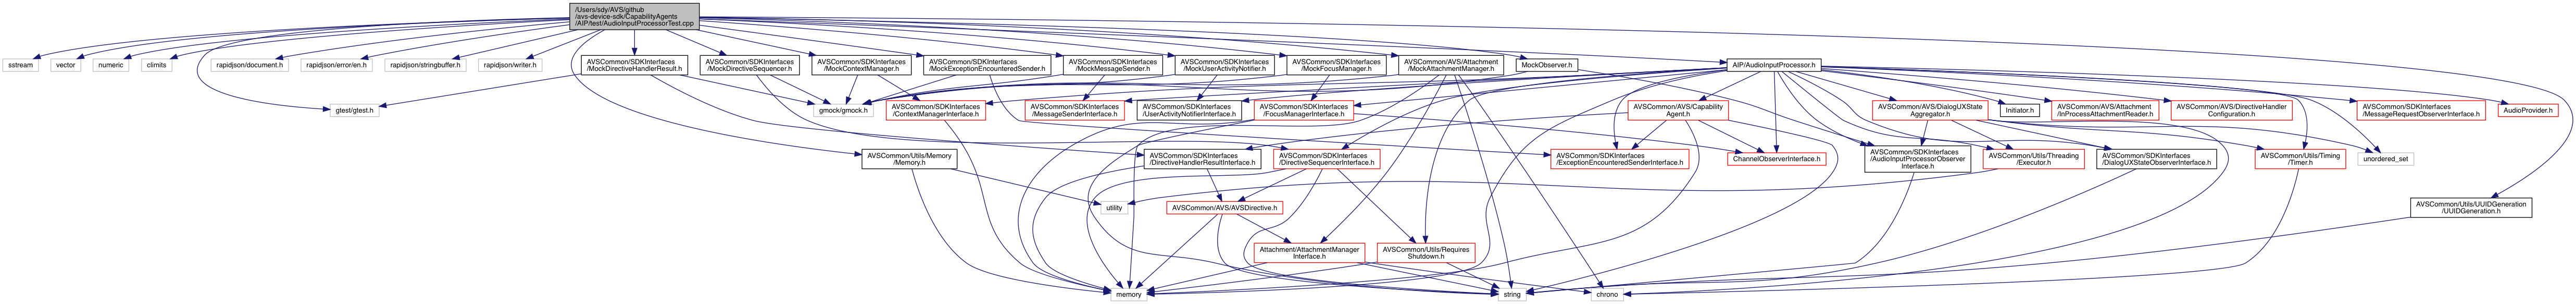 /Users/sdy/AVS/github
/avs-device-sdk/CapabilityAgents
/AIP/test/AudioInputProcessorTest.cpp
sstream
vector
numeric
climits
rapidjson/document.h
rapidjson/error/en.h
rapidjson/stringbuffer.h
rapidjson/writer.h
AVSCommon/SDKInterfaces
/MockDirectiveHandlerResult.h
AVSCommon/SDKInterfaces
/MockDirectiveSequencer.h
AVSCommon/SDKInterfaces
/MockContextManager.h
AVSCommon/SDKInterfaces
/MockExceptionEncounteredSender.h
AVSCommon/SDKInterfaces
/MockMessageSender.h
AVSCommon/SDKInterfaces
/MockUserActivityNotifier.h
AVSCommon/SDKInterfaces
/MockFocusManager.h
AVSCommon/AVS/Attachment
/MockAttachmentManager.h
MockObserver.h
AIP/AudioInputProcessor.h
gtest/gtest.h
gmock/gmock.h
AVSCommon/SDKInterfaces
/ContextManagerInterface.h
AVSCommon/SDKInterfaces
/MessageSenderInterface.h
AVSCommon/SDKInterfaces
/UserActivityNotifierInterface.h
AVSCommon/SDKInterfaces
/FocusManagerInterface.h
AVSCommon/AVS/Capability
Agent.h
AVSCommon/AVS/DialogUXState
Aggregator.h
Initiator.h
AVSCommon/AVS/Attachment
/InProcessAttachmentReader.h
AVSCommon/AVS/DirectiveHandler
Configuration.h
AVSCommon/SDKInterfaces
/MessageRequestObserverInterface.h
AudioProvider.h
AVSCommon/Utils/Memory
/Memory.h
AVSCommon/SDKInterfaces
/DirectiveHandlerResultInterface.h
AVSCommon/SDKInterfaces
/DirectiveSequencerInterface.h
AVSCommon/SDKInterfaces
/ExceptionEncounteredSenderInterface.h
ChannelObserverInterface.h
AVSCommon/SDKInterfaces
/AudioInputProcessorObserver
Interface.h
AVSCommon/Utils/Threading
/Executor.h
AVSCommon/SDKInterfaces
/DialogUXStateObserverInterface.h
AVSCommon/Utils/Timing
/Timer.h
unordered_set
utility
AVSCommon/AVS/AVSDirective.h
AVSCommon/Utils/UUIDGeneration
/UUIDGeneration.h
Attachment/AttachmentManager
Interface.h
AVSCommon/Utils/Requires
Shutdown.h
memory
string
chrono